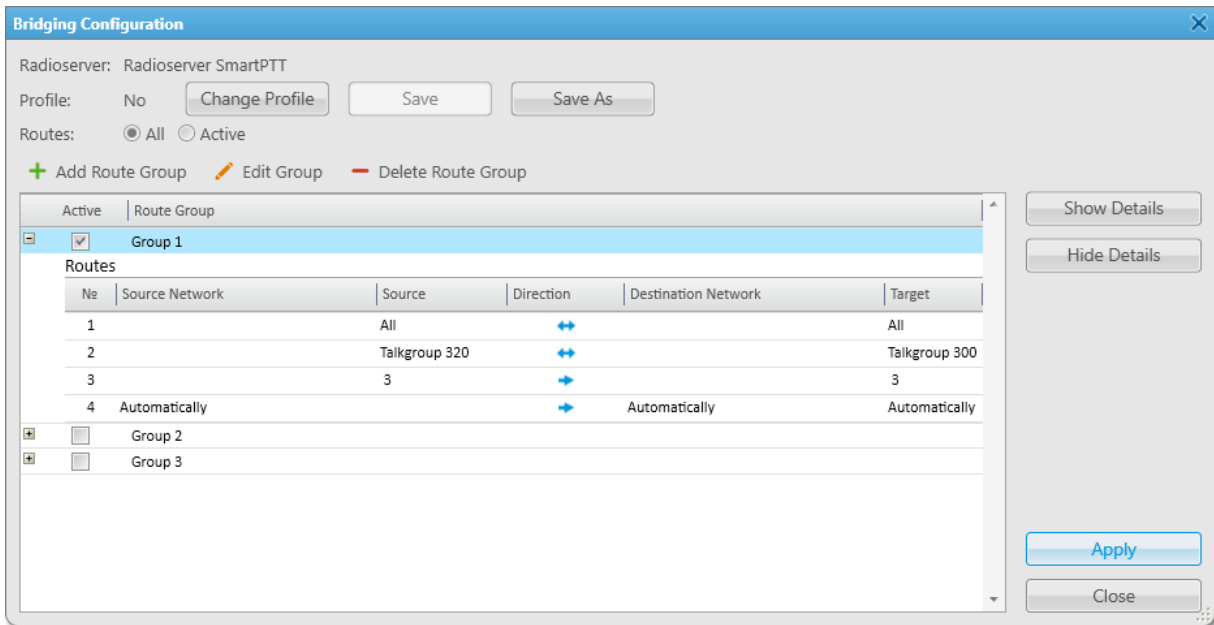 Bridging Configuration
Radioserver: Radioserver SmartPTT
Profile: No Change Profile Save Save As
Routes: All Active
Add Route Group Edit Group Delete Route Group
Active Route Group
Show Details
Group 1
Hide Details
Routes
№ Source Network Source Direction Destination Network Target
1 All All
2 Talkgroup 320 Talkgroup 300
3 3 3
4 Automatically Automatically Automatically
Group 2
Group 3
Apply
Close